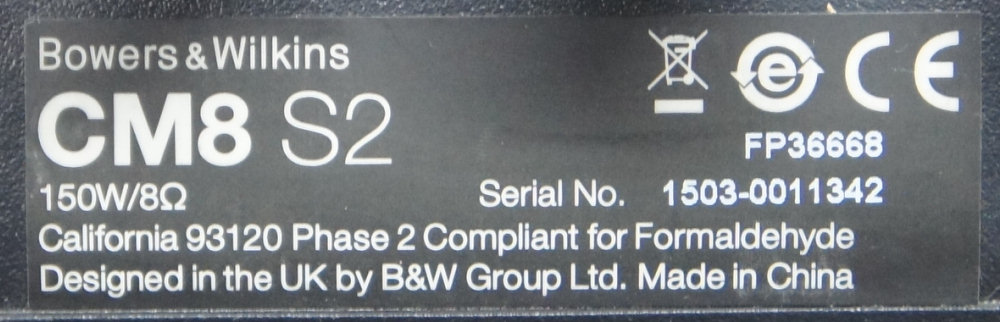 Bowers & Wilkins
CM8 S2
FP36668
150W/8Ω
Serial No. 1503-0011342
California 93120 Phase 2 Compliant for Formaldehyde
Designed in the UK by B&W Group Ltd. Made in China
e
CE